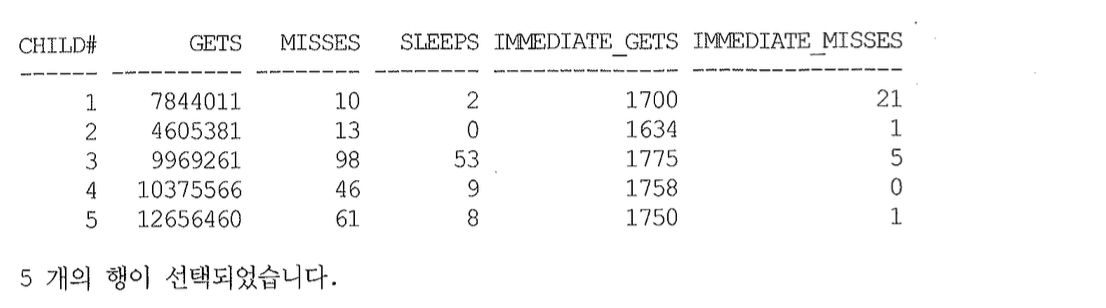 CHILD# GETS MISSES SLEEPS IMMEDIATE_GETS IMMEDIATE_MISSES
------ ---------- -------- -------- -------------- ----------------
1 7844011 10 2 1700 21
2 4605381 13 0 1634 1
3 9969261 98 53 1775 5
4 10375566 46 9 1758 0
5 12656460 61 8 1750 1
5 개의 행이 선택되었습니다.